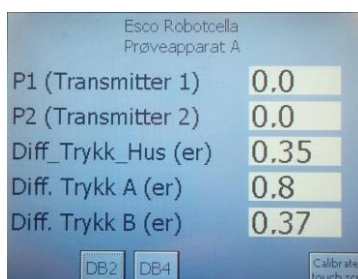 Esco Robotcella
Prøveapparat A
P1 (Transmitter 1) 0.0
P2 (Transmitter 2) 0.0
Diff_Trykk_Hus (er) 0.35
Diff. Trykk A (er) 0.8
Diff. Trykk B (er) 0.37
DB2 DB4 Calibrate
touch scr